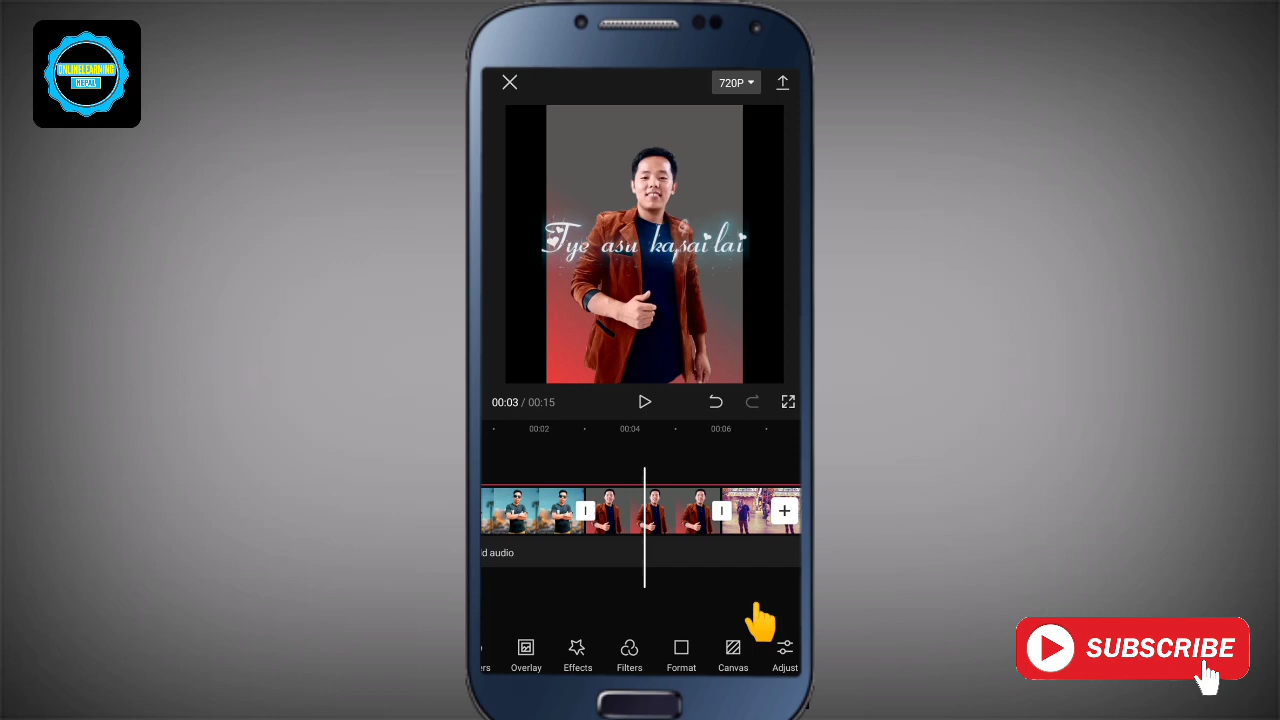 ONLINELEARNING
NEPAL
720P
Tye asu kasai lai
00:03 / 00:15
00:02
00:04
00:06
d audio
ers
Overlay
Effects
Filters
Format
Canvas
Adjust
SUBSCRIBE